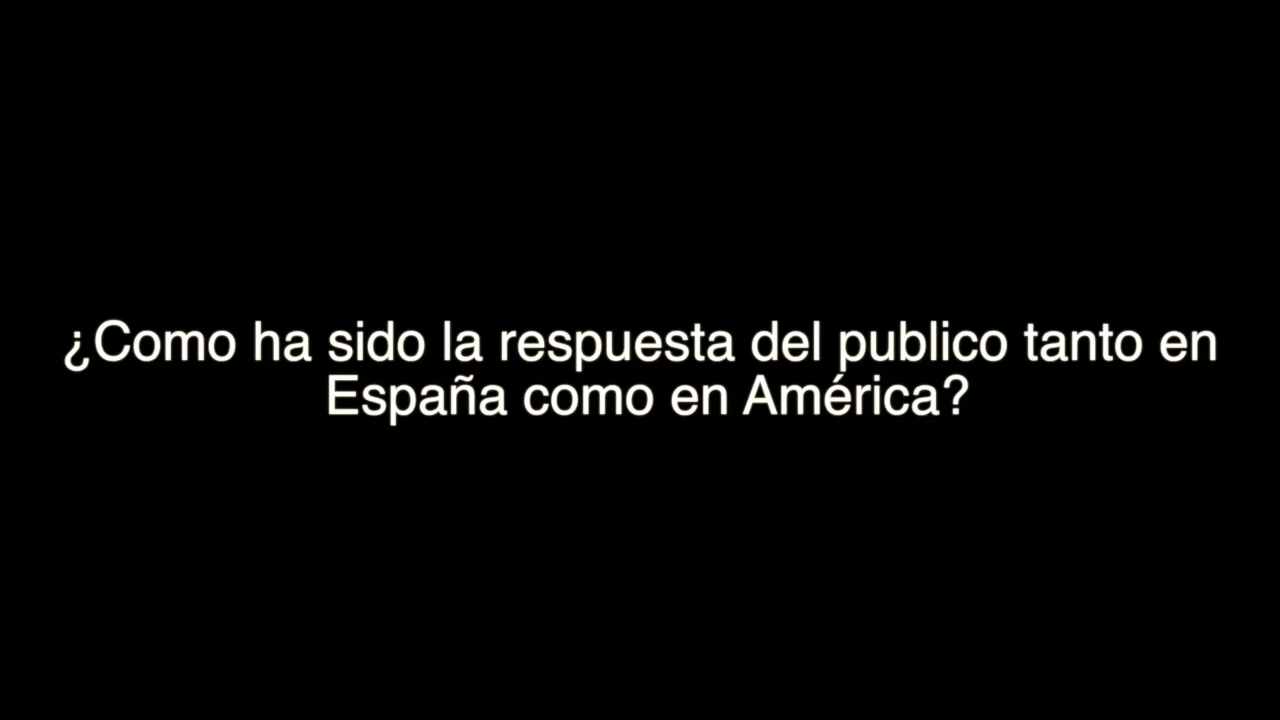 ¿Como ha sido la respuesta del publico tanto en
España como en América?